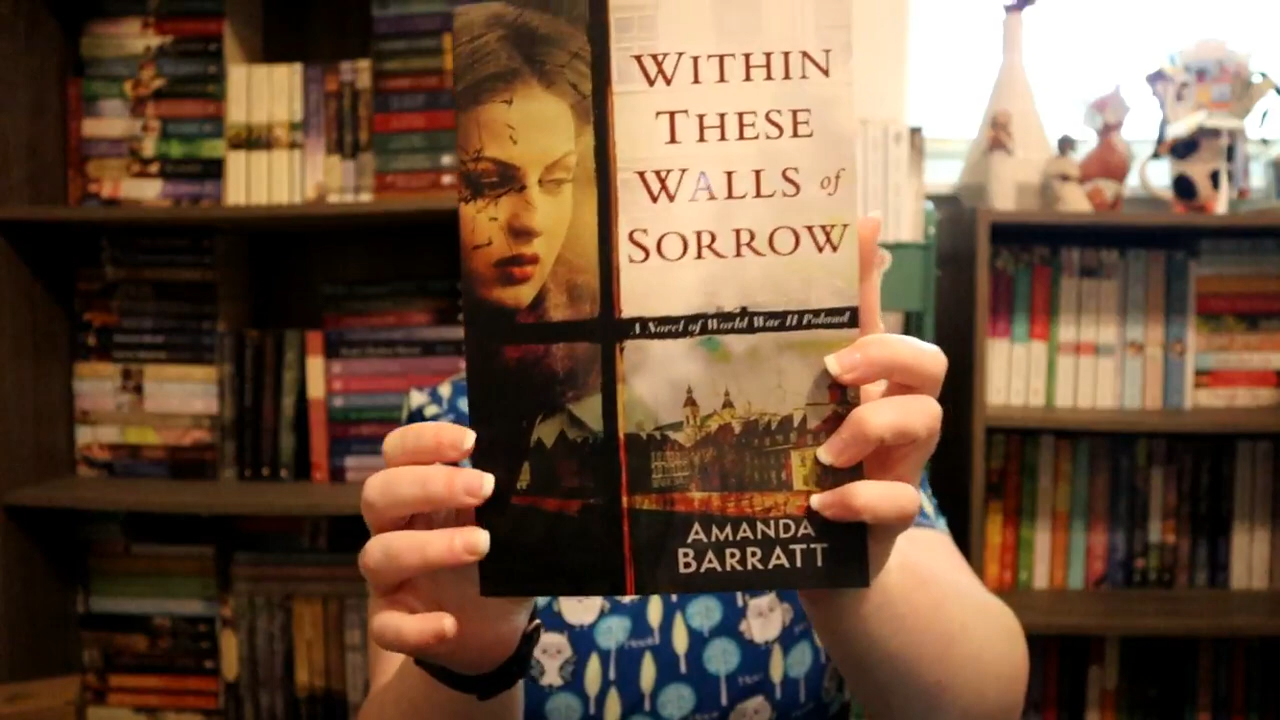 WITHIN
THESE
WALLS of
SORROW
A Novel of World War II Poland
AMANDA
BARRATT